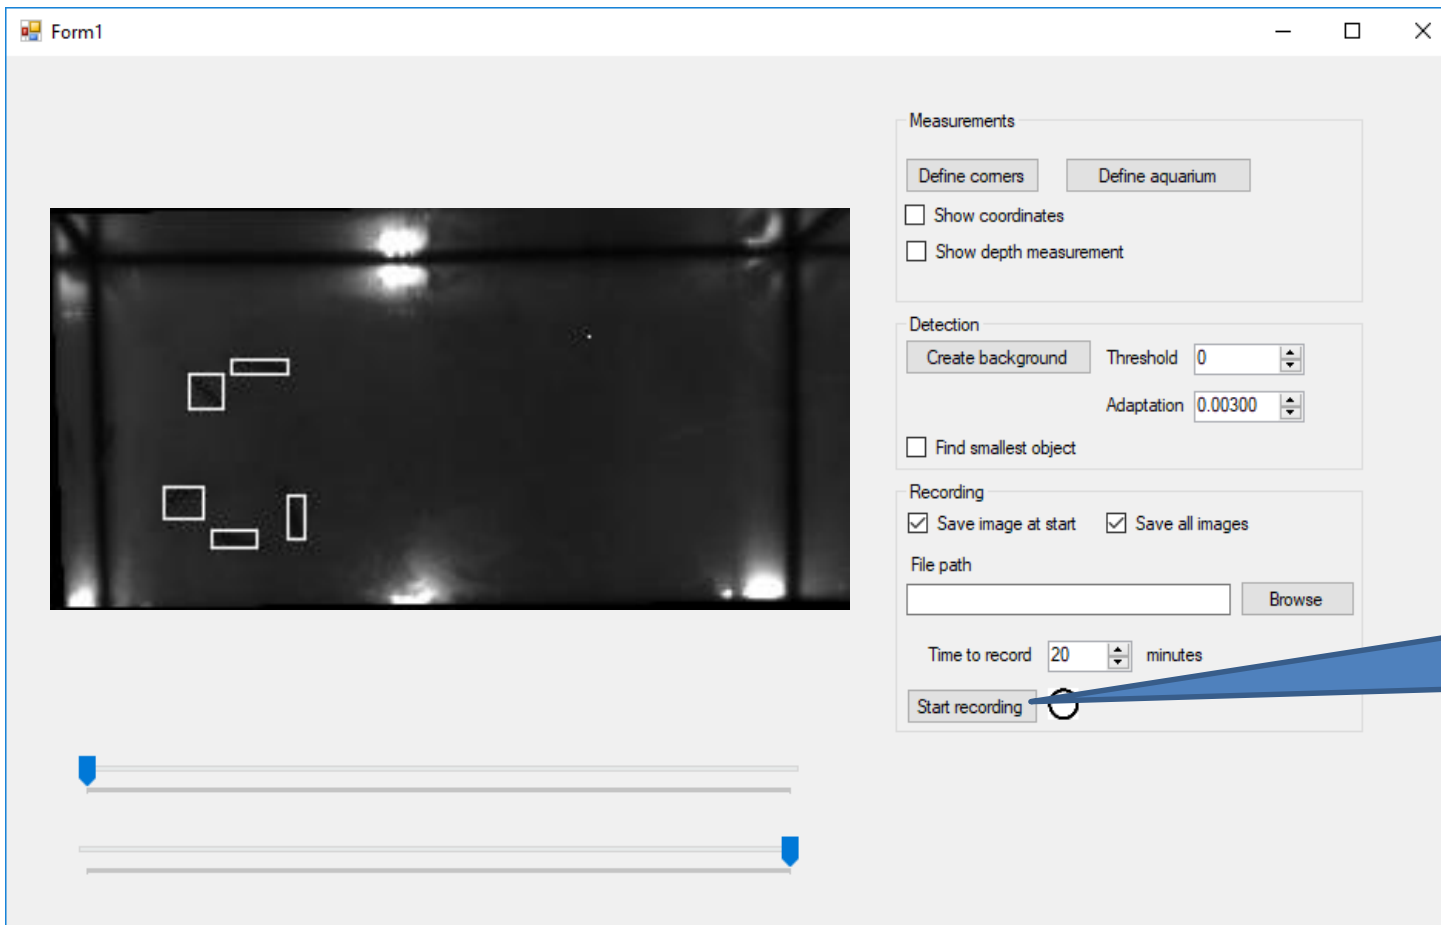 Form1
Measurements
Define corners
Define aquarium
Show coordinates
Show depth measurement
Detection
Create background
Threshold 0
Adaptation 0.00300
Find smallest object
Recording
Save image at start
Save all images
File path
Browse
Time to record 20 minutes
Start recording